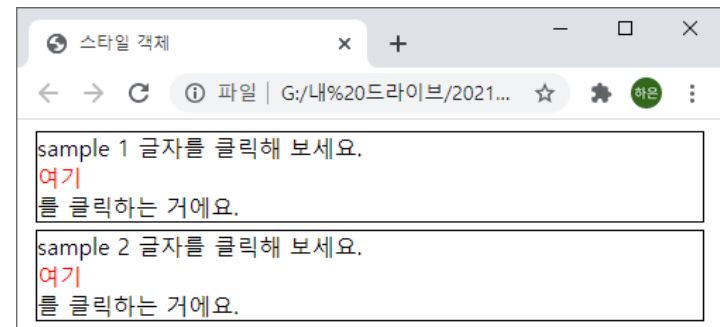 스타일 객체
파일 | G:/내%20드라이브/2021...
하은
sample 1 글자를 클릭해 보세요.
여기
를 클릭하는 거에요.
sample 2 글자를 클릭해 보세요.
여기
를 클릭하는 거에요.